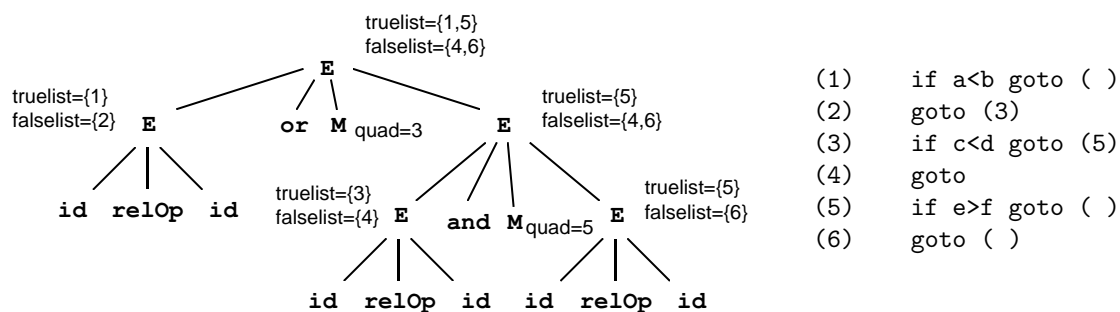 truelist={1,5}
falselist={4,6}
E
truelist={1}
falselist={2}
E
or M quad=3
E
truelist={5}
falselist={4,6}
id relOp id
truelist={3}
falselist={4}
E
and M quad=5
E
truelist={5}
falselist={6}
id relOp id
id relOp id
(1) if a<b goto ( )
(2) goto (3)
(3) if c<d goto (5)
(4) goto
(5) if e>f goto ( )
(6) goto ( )